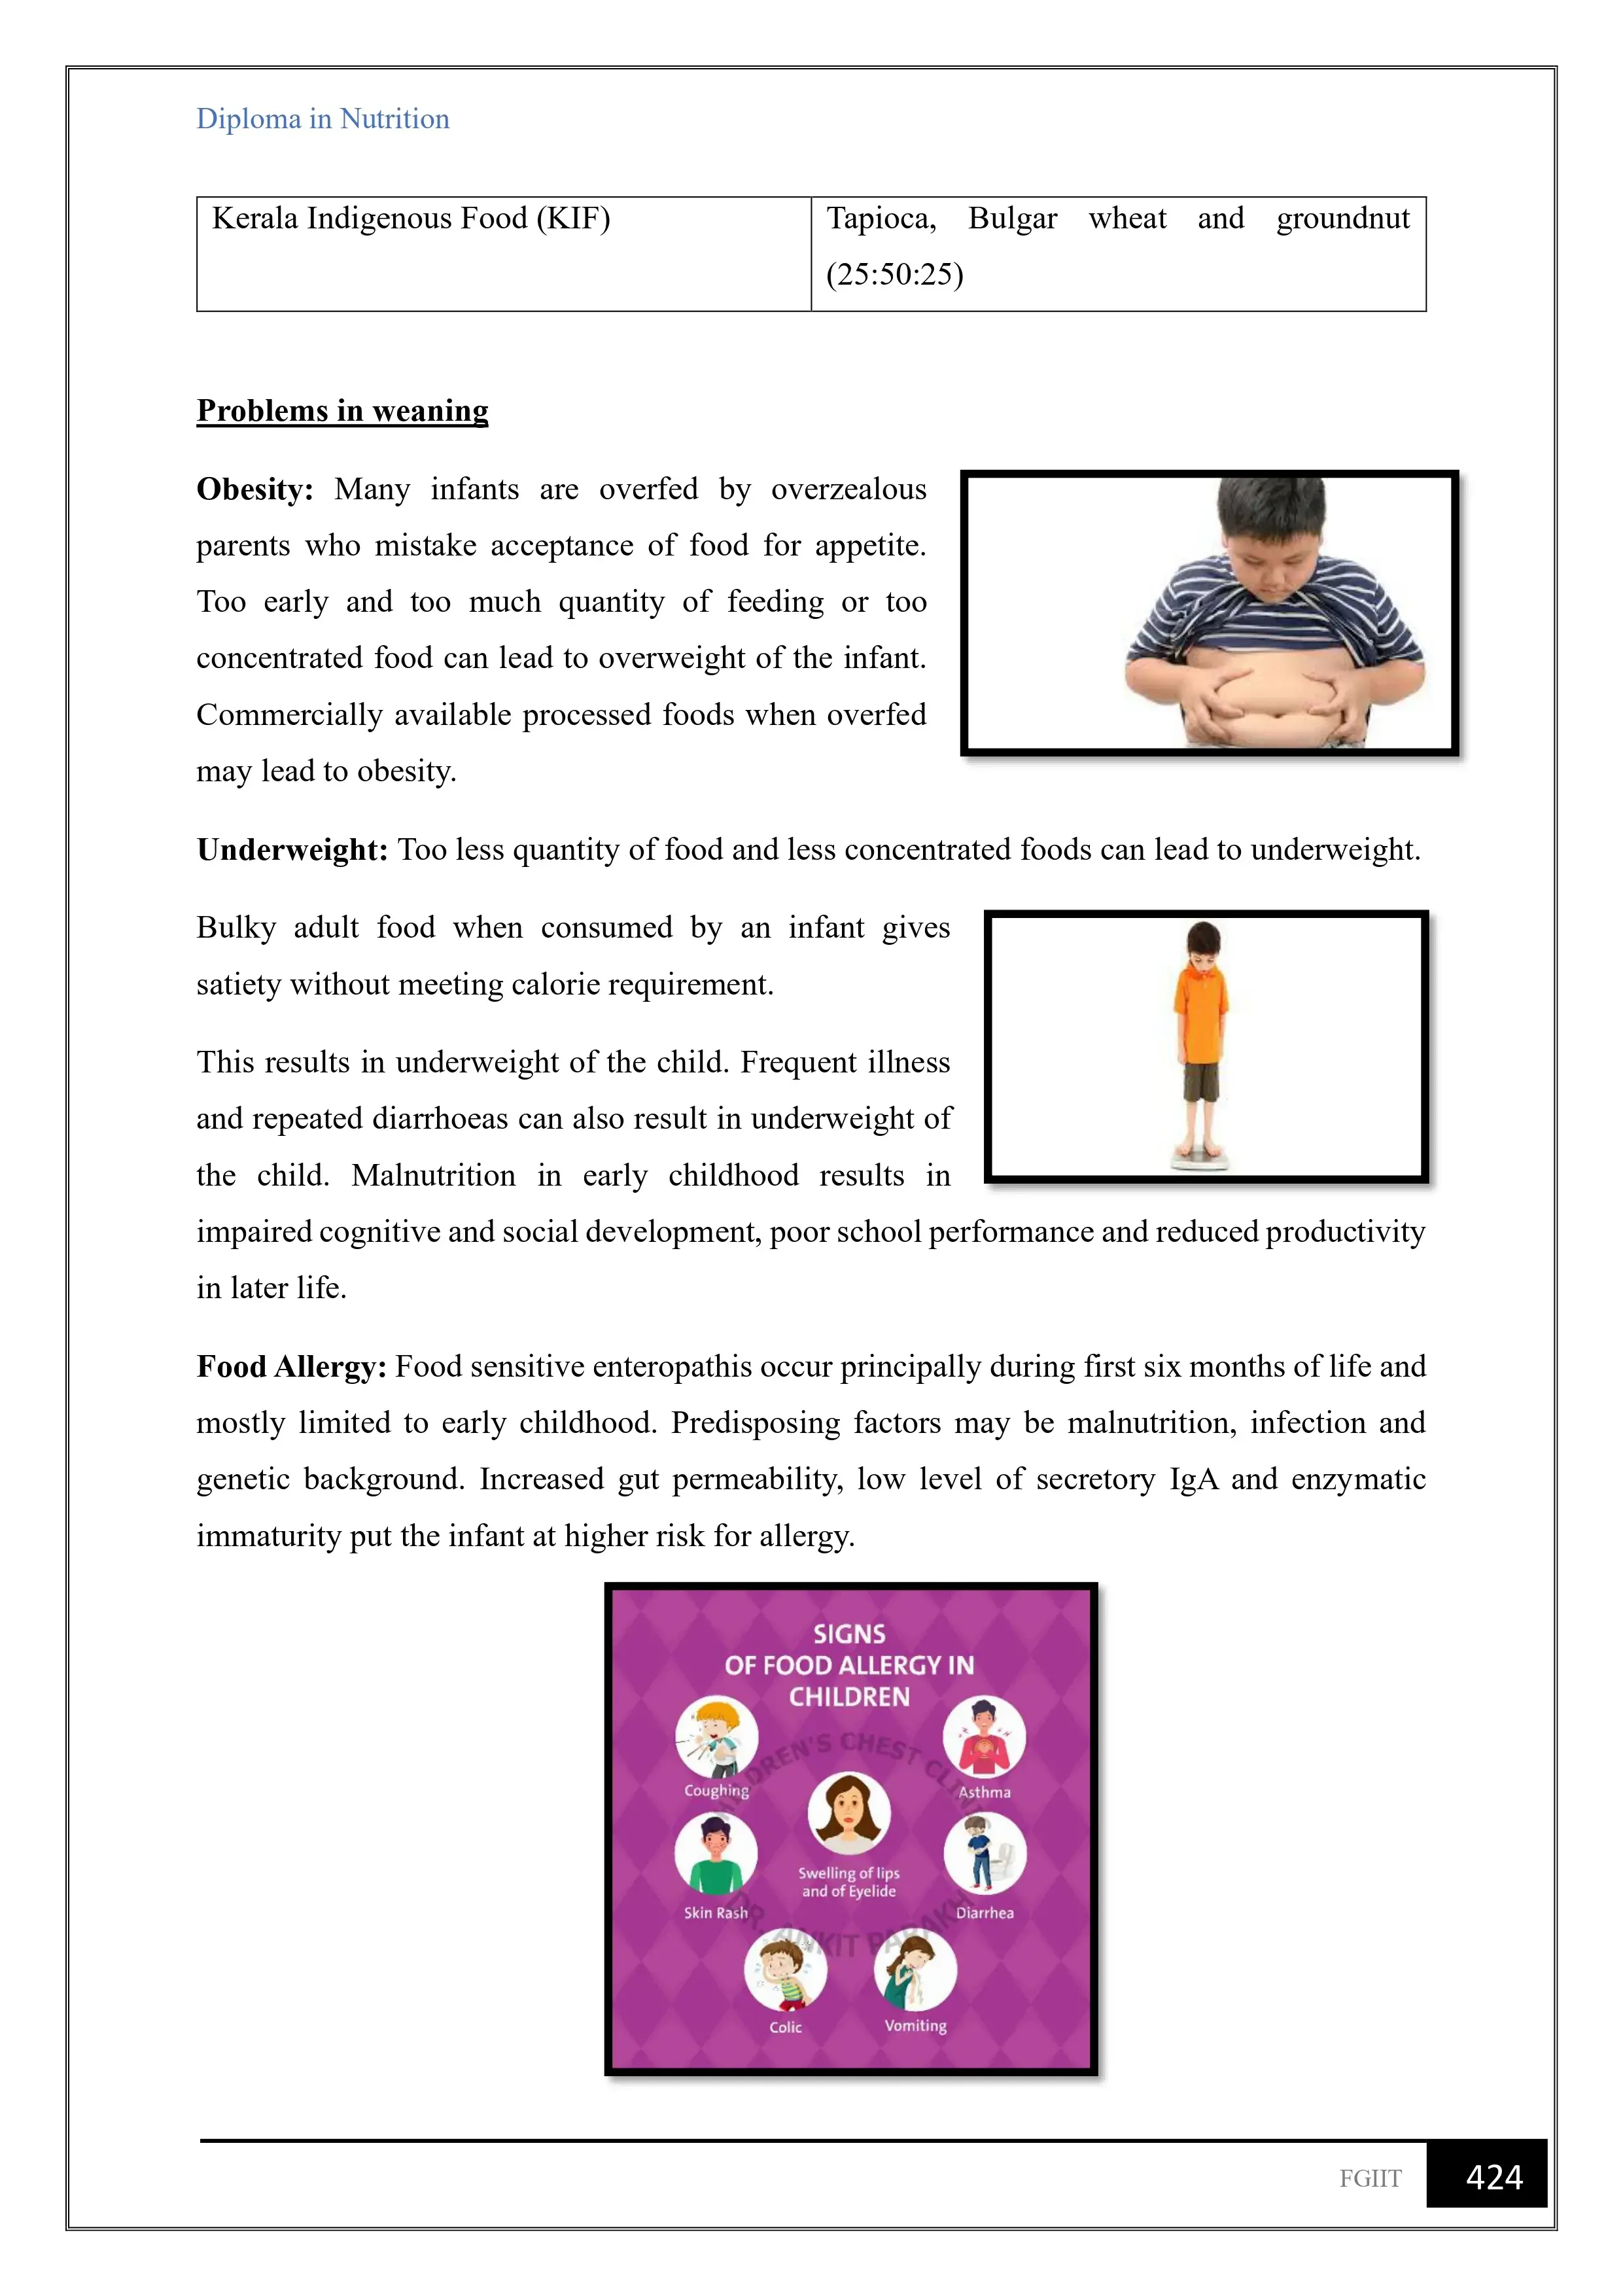 Diploma in Nutrition
Kerala Indigenous Food (KIF)
Tapioca, Bulgar wheat and groundnut
(25:50:25)
Problems in weaning
Obesity: Many infants are overfed by overzealous
parents who mistake acceptance of food for appetite.
Too early and too much quantity of feeding or too
concentrated food can lead to overweight of the infant.
Commercially available processed foods when overfed
may lead to obesity.
Underweight: Too less quantity of food and less concentrated foods can lead to underweight.
Bulky adult food when consumed by an infant gives
satiety without meeting calorie requirement.
This results in underweight of the child. Frequent illness
and repeated diarrhoeas can also result in underweight of
the child. Malnutrition in early childhood results in
impaired cognitive and social development, poor school performance and reduced productivity
in later life.
Food Allergy: Food sensitive enteropathis occur principally during first six months of life and
mostly limited to early childhood. Predisposing factors may be malnutrition, infection and
genetic background. Increased gut permeability, low level of secretory IgA and enzymatic
immaturity put the infant at higher risk for allergy.
SIGNS
OF FOOD ALLERGY IN
CHILDREN
Coughing
Asthma
Swelling of lips
and of Eyelide
Skin Rash
Diarrhea
Colic
Vomiting
CHEST
DR. ANKIT PARAKH
FGIIT
424